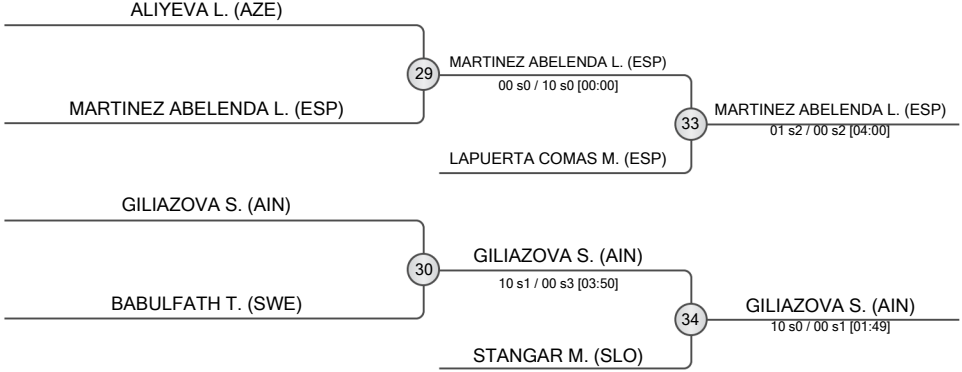 ALIYEVA L. (AZE)
29
MARTINEZ ABELENDA L. (ESP)
00 s0 / 10 s0 [00:00]
MARTINEZ ABELENDA L. (ESP)
33
MARTINEZ ABELENDA L. (ESP)
01 s2 / 00 s2 [04:00]
LAPUERTA COMAS M. (ESP)
GILIAZOVA S. (AIN)
30
GILIAZOVA S. (AIN)
10 s1 / 00 s3 [03:50]
BABULFATH T. (SWE)
34
GILIAZOVA S. (AIN)
10 s0 / 00 s1 [01:49]
STANGAR M. (SLO)